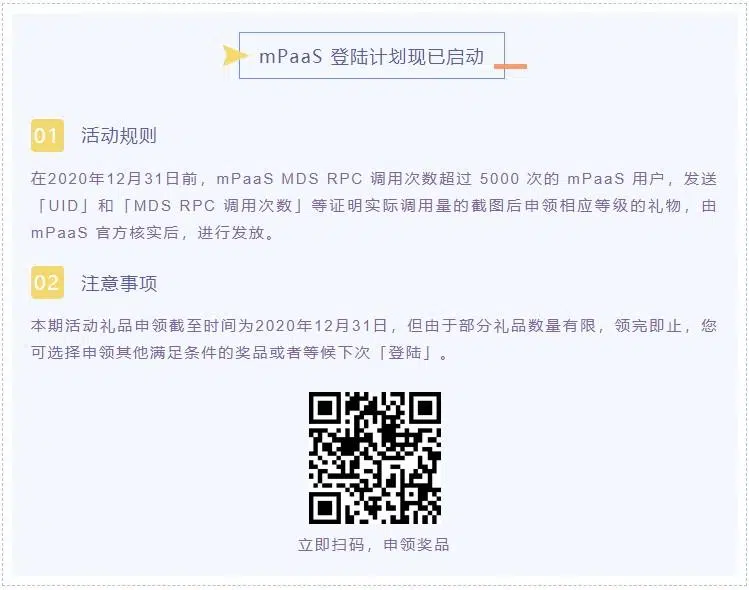 mPaaS 登陆计划现已启动
01 活动规则
在2020年12月31日前，mPaaS MDS RPC 调用次数超过 5000 次的 mPaaS 用户，发送
「UID」和「MDS RPC 调用次数」等证明实际调用量的截图后申领相应等级的礼物，由
mPaaS 官方核实后，进行发放。
02 注意事项
本期活动礼品申领截至时间为2020年12月31日，但由于部分礼品数量有限，领完即止，您
可选择申领其他满足条件的奖品或者等候下次「登陆」。
立即扫码，申领奖品